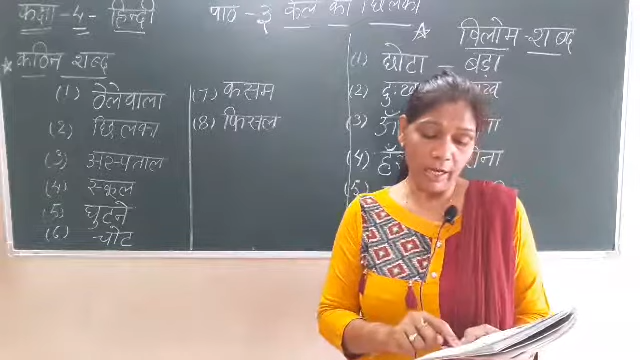 कक्षा-4- हिन्दी
पाठ-3 केले का छिलका
कठिन शब्द
(1) ठेलेवाला
(2) छिलका
(3) अस्पताल
(4) स्कूल
(5) घुटने
(6) चोट
(7) कसम
(8) फिसल
विलोम-शब्द
(1) छोटा - बड़ा
(2)
(3)
(4)
(5)